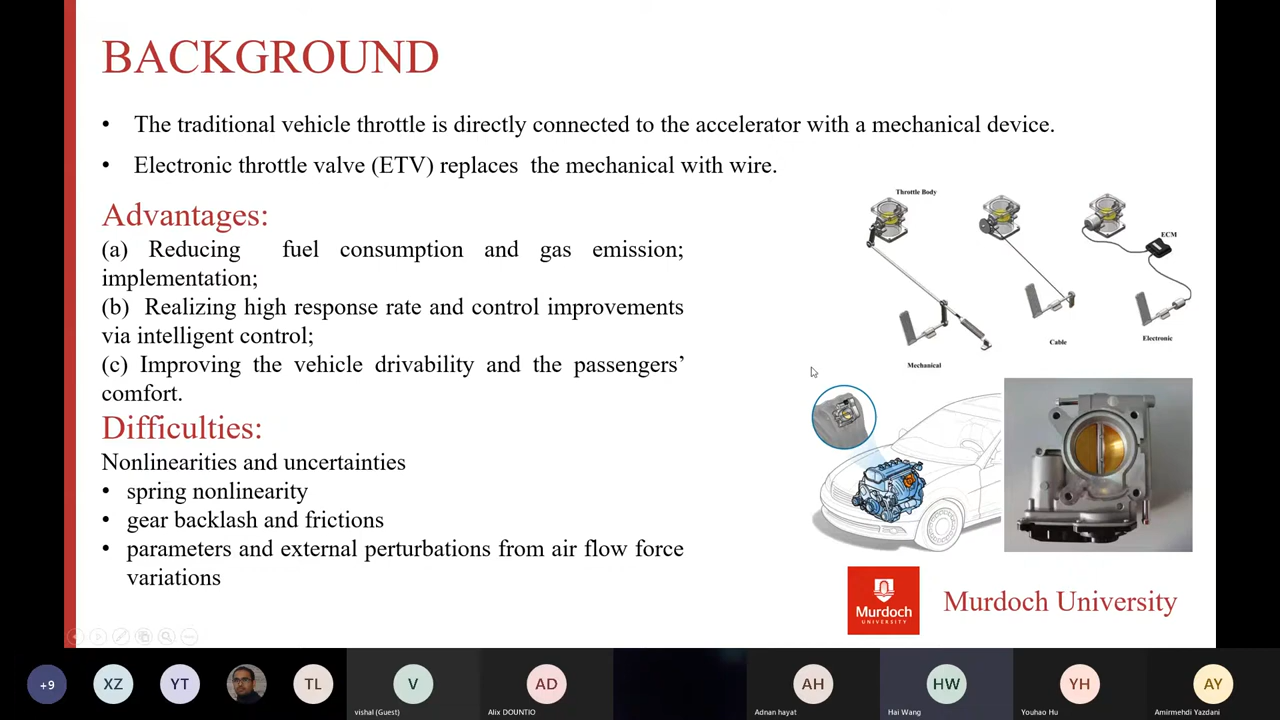 BACKGROUND
• The traditional vehicle throttle is directly connected to the accelerator with a mechanical device.
• Electronic throttle valve (ETV) replaces the mechanical with wire.
Advantages:
(a) Reducing fuel consumption and gas emission;
implementation;
(b) Realizing high response rate and control improvements
via intelligent control;
(c) Improving the vehicle drivability and the passengers’
comfort.
Difficulties:
Nonlinearities and uncertainties
• spring nonlinearity
• gear backlash and frictions
• parameters and external perturbations from air flow force
variations
Throttle Body
ECM
Mechanical
Cable
Electronic
Murdoch
UNIVERSITY
Murdoch University
+9
XZ
YT
TL
V
vishal (Guest)
AD
Alix DOUNTIO
AH
Adnan hayat
HW
Hai Wang
YH
Youhao Hu
AY
Amirmehdi Yazdani